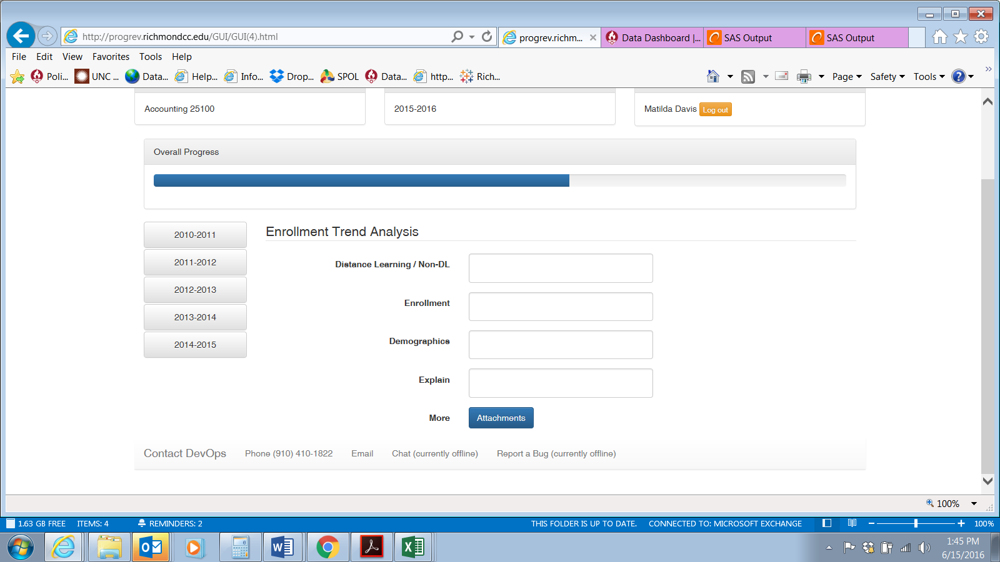 http://progrev.richmondcc.edu/GUI/GUI(4).html
progrev.richm...
Data Dashboard |...
SAS Output
SAS Output
File Edit View Favorites Tools Help
Poli... UNC ... Data... Help... Info... Drop... SPOL Data... http... Rich...
Page Safety Tools
Accounting 25100
2015-2016
Matilda Davis Log out
Overall Progress
2010-2011
2011-2012
2012-2013
2013-2014
2014-2015
Enrollment Trend Analysis
Distance Learning / Non-DL
Enrollment
Demographics
Explain
More Attachments
Contact DevOps Phone (910) 410-1822 Email Chat (currently offline) Report a Bug (currently offline)
100%
1.63 GB FREE ITEMS: 4 REMINDERS: 2 THIS FOLDER IS UP TO DATE. CONNECTED TO: MICROSOFT EXCHANGE 100%
1:45 PM
6/15/2016